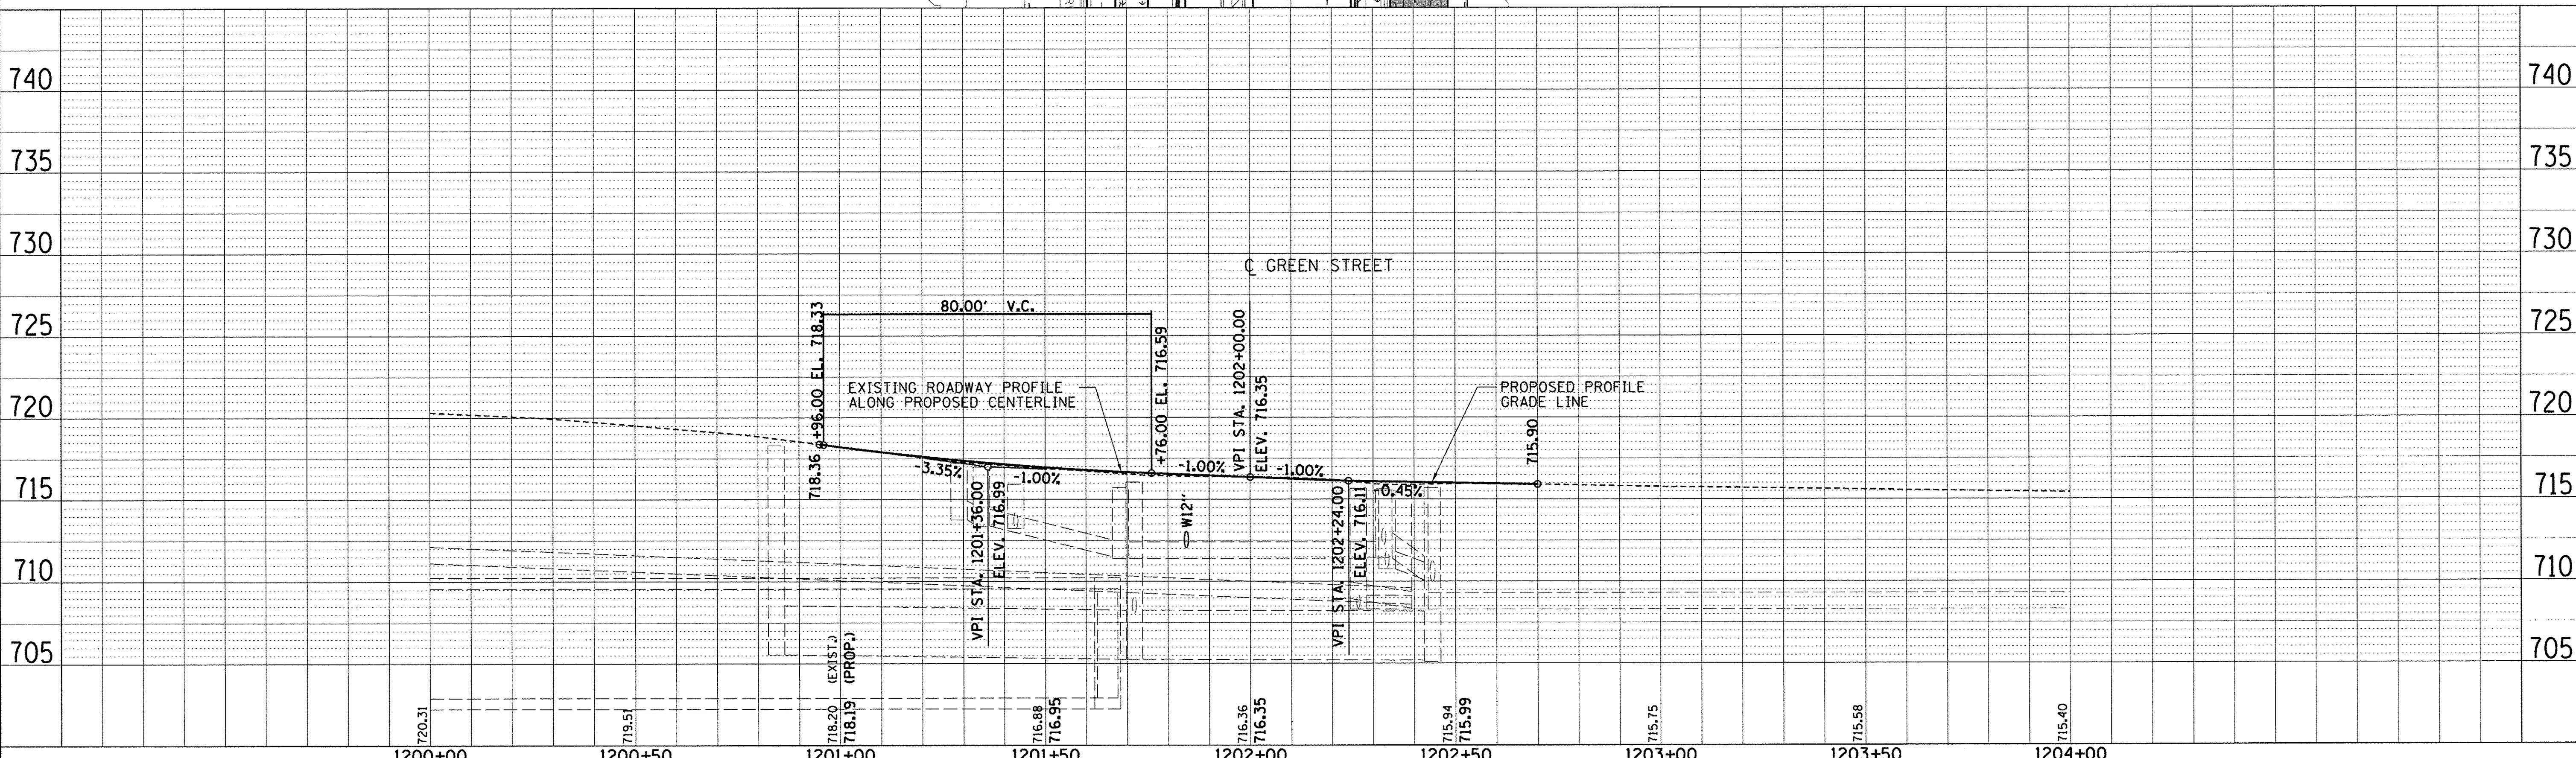 740 740
735 735
730 730
℄ GREEN STREET
725 725
80.00' V.C.
+96.00 EL. 718.33
+76.00 EL. 716.59
VPI STA. 1202+00.00
ELEV. 716.35
EXISTING ROADWAY PROFILE
ALONG PROPOSED CENTERLINE
PROPOSED PROFILE
GRADE LINE
720 720
715.90
718.36
-3.35%
-1.00%
-1.00%
-1.00%
-0.45%
715 715
VPI STA. 1201+36.00
ELEV. 716.99
W12"
VPI STA. 1202+24.00
ELEV. 716.11
710 710
705 705
(EXIST.)
(PROP.)
720.31
719.51
718.20
718.19
716.88
716.95
716.36
716.35
715.94
715.99
715.75
715.58
715.40
1200+00 1200+50 1201+00 1201+50 1202+00 1202+50 1203+00 1203+50 1204+00